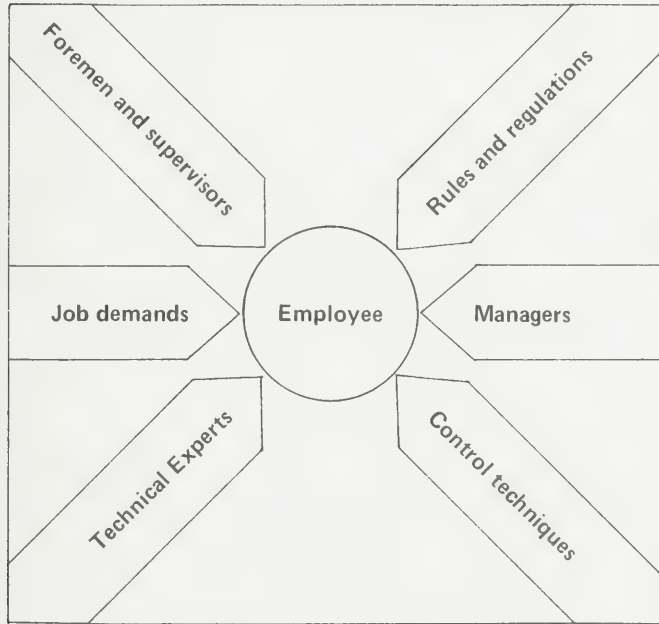 Foremen and supervisors
Rules and regulations
Job demands
Employee
Managers
Technical Experts
Control techniques